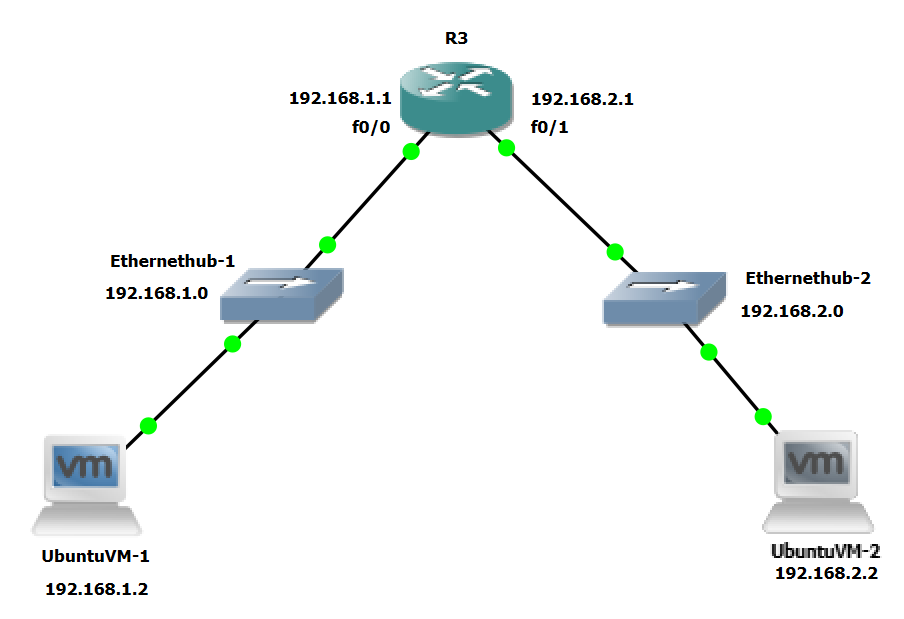 R3
192.168.1.1
f0/0
192.168.2.1
f0/1
Ethernethub-1
192.168.1.0
Ethernethub-2
192.168.2.0
vm
UbuntuVM-1
192.168.1.2
vm
UbuntuVM-2
192.168.2.2